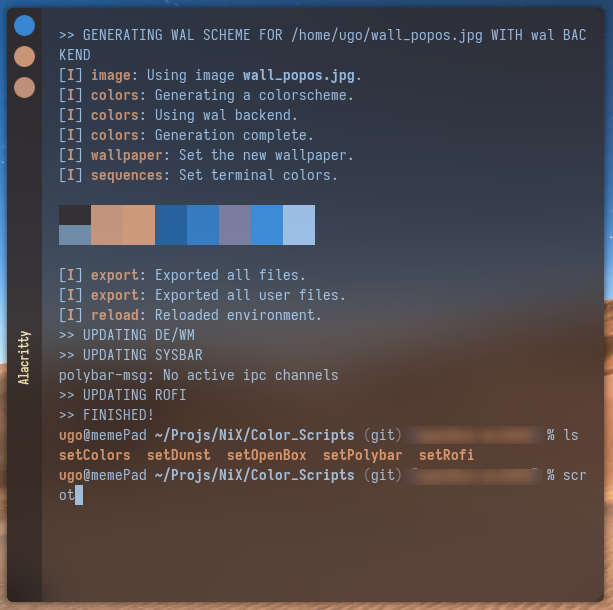 >> GENERATING WAL SCHEME FOR /home/ugo/wall_popos.jpg WITH wal BAC
KEND
[I] image: Using image wall_popos.jpg.
[I] colors: Generating a colorscheme.
[I] colors: Using wal backend.
[I] colors: Generation complete.
[I] wallpaper: Set the new wallpaper.
[I] sequences: Set terminal colors.
[I] export: Exported all files.
[I] export: Exported all user files.
[I] reload: Reloaded environment.
>> UPDATING DE/WM
>> UPDATING SYSBAR
polybar-msg: No active ipc channels
>> UPDATING ROFI
>> FINISHED!
ugo@memePad ~/Projs/NiX/Color_Scripts (git) % ls
setColors setDunst setOpenBox setPolybar setRofi
ugo@memePad ~/Projs/NiX/Color_Scripts (git) % scr
ot
Alacritty